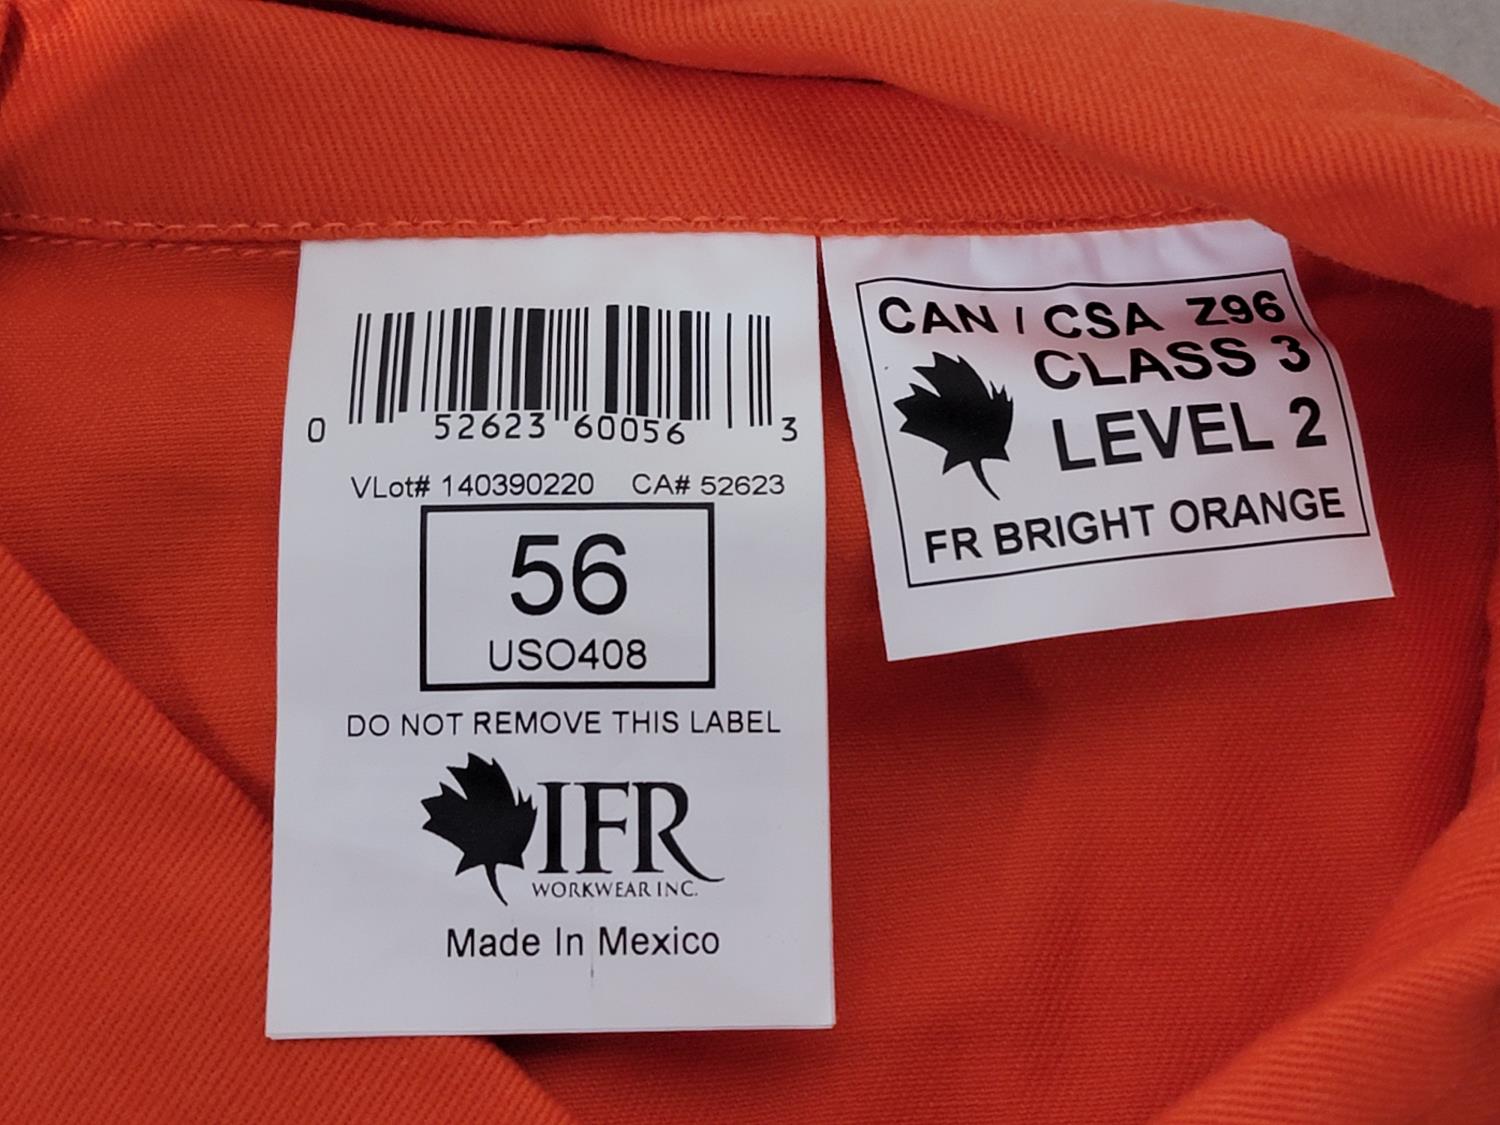 0 52623 60056 3
VLot# 140390220 CA# 52623
56
USO408
DO NOT REMOVE THIS LABEL
IFR
WORKWEAR INC.
Made In Mexico
CAN / CSA Z96
CLASS 3
LEVEL 2
FR BRIGHT ORANGE